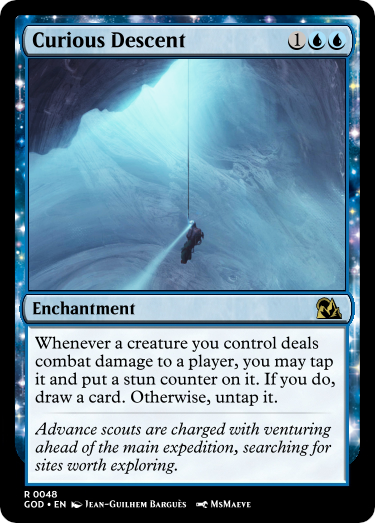 Curious Descent 1
Enchantment
Whenever a creature you control deals
combat damage to a player, you may tap
it and put a stun counter on it. If you do,
draw a card. Otherwise, untap it.
Advance scouts are charged with venturing
ahead of the main expedition, searching for
sites worth exploring.
R 0048
GOD • EN Jean-Guilhem Barguès MsMaeve